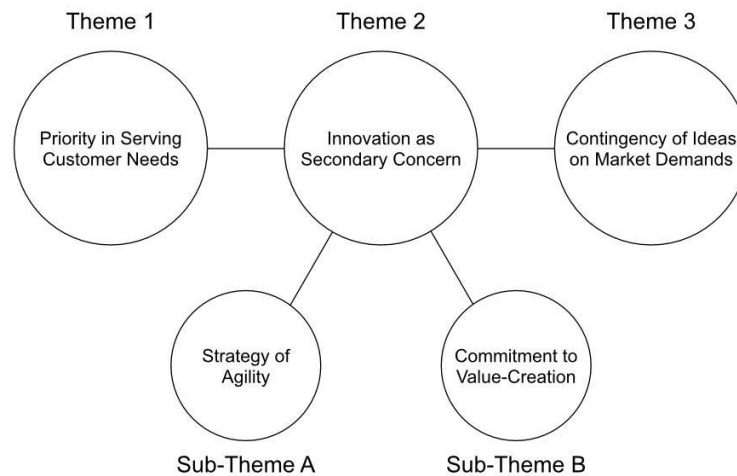 Theme 1
Theme 2
Theme 3
Priority in Serving
Customer Needs
Innovation as
Secondary Concern
Contingency of Ideas
on Market Demands
Strategy of
Agility
Commitment to
Value-Creation
Sub-Theme A
Sub-Theme B